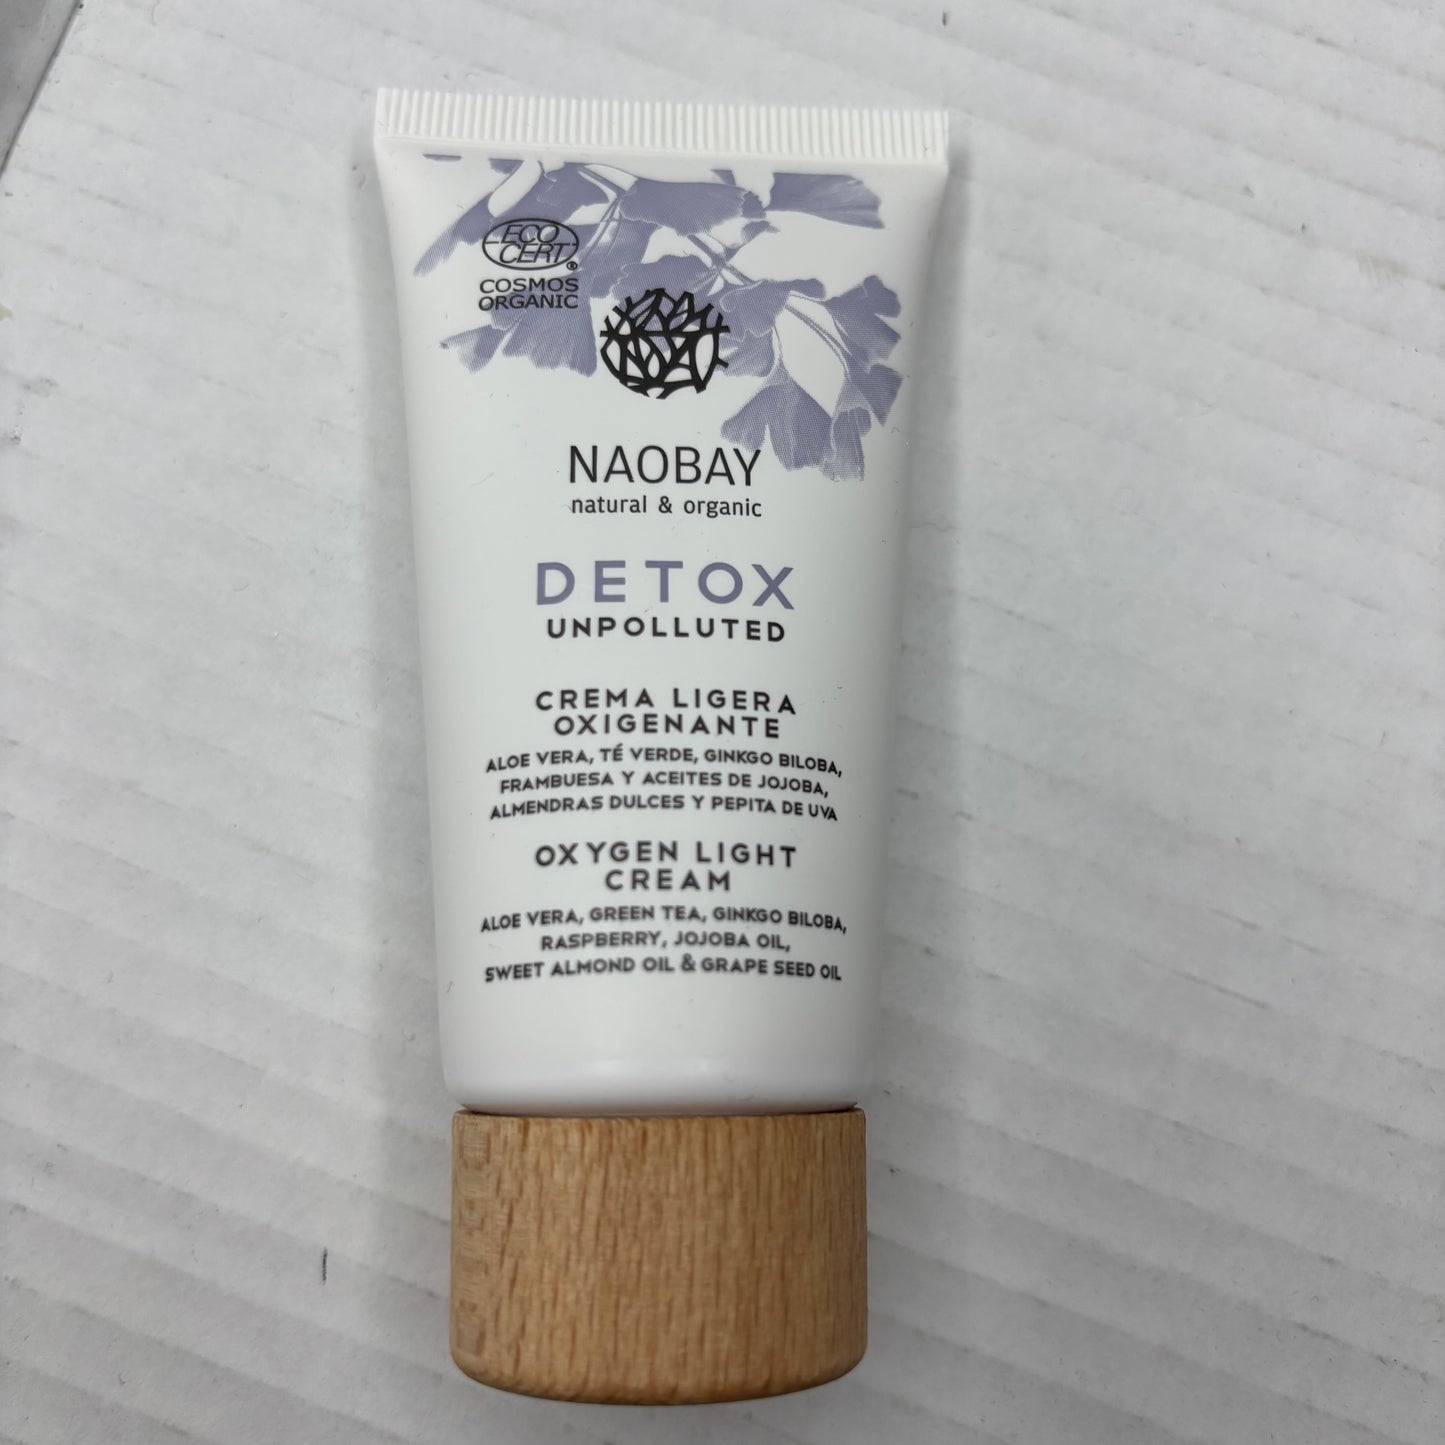 ECO
CERT®
COSMOS
ORGANIC
NAOBAY
natural & organic
DETOX
UNPOLLUTED
CREMA LIGERA
OXIGENANTE
ALOE VERA, TÉ VERDE, GINKGO BILOBA,
FRAMBUESA Y ACEITES DE JOJOBA,
ALMENDRAS DULCES Y PEPITA DE UVA
OXYGEN LIGHT
CREAM
ALOE VERA, GREEN TEA, GINKGO BILOBA,
RASPBERRY, JOJOBA OIL,
SWEET ALMOND OIL & GRAPE SEED OIL